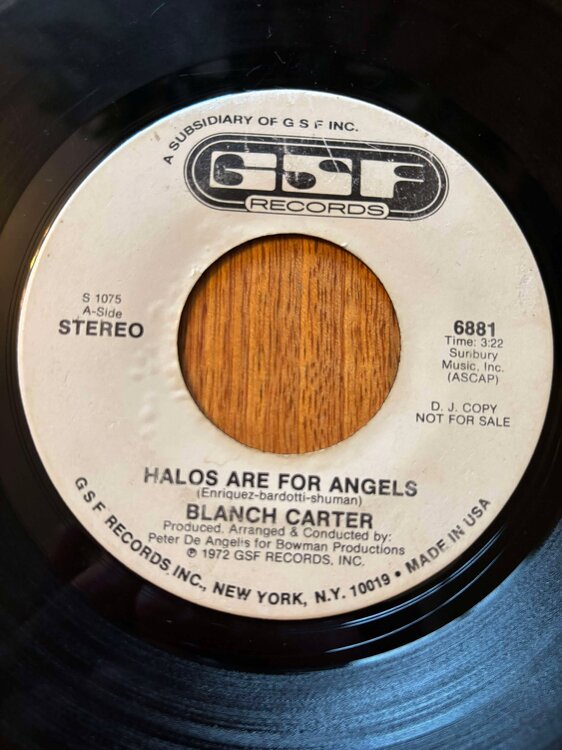 A SUBSIDIARY OF G S F INC.
GSF
RECORDS
S 1075
A-Side
STEREO
6881
Time: 3:22
Sunbury
Music, Inc.
(ASCAP)
D. J. COPY
NOT FOR SALE
HALOS ARE FOR ANGELS
(Enriquez-bardotti-shuman)
BLANCH CARTER
Produced, Arranged & Conducted by:
Peter De Angelis for Bowman Productions
℗ 1972 GSF RECORDS, INC.
G S F RECORDS INC., NEW YORK, N.Y. 10019 • MADE IN USA